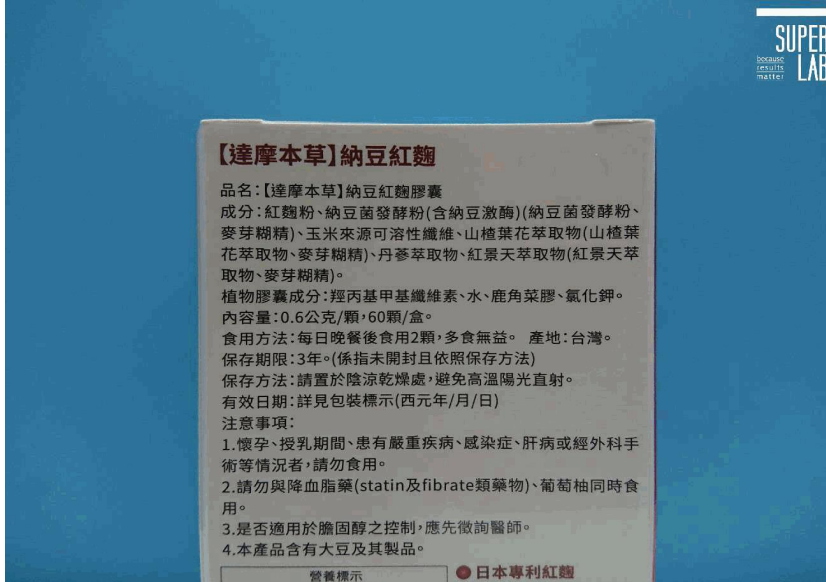 SUPER
LAB
because
results
matter
【達摩本草】納豆紅麴
品名:【達摩本草】納豆紅麴膠囊
成分:紅麴粉、納豆菌發酵粉(含納豆激酶)(納豆菌發酵粉、
麥芽糊精)、玉米來源可溶性纖維、山楂葉花萃取物(山楂葉
花萃取物、麥芽糊精)、丹蔘萃取物、紅景天萃取物(紅景天萃
取物、麥芽糊精)。
植物膠囊成分:羥丙基甲基纖維素、水、鹿角菜膠、氯化鉀。
內容量:0.6公克/顆,60顆/盒。
食用方法:每日晚餐後食用2顆,多食無益。 產地:台灣。
保存期限:3年。(係指未開封且依照保存方法)
保存方法:請置於陰涼乾燥處,避免高溫陽光直射。
有效日期:詳見包裝標示(西元年/月/日)
注意事項:
1.懷孕、授乳期間、患有嚴重疾病、感染症、肝病或經外科手
術等情況者,請勿食用。
2.請勿與降血脂藥(statin及fibrate類藥物)、葡萄柚同時食
用。
3.是否適用於膽固醇之控制,應先徵詢醫師。
4.本產品含有大豆及其製品。
營養標示
日本專利紅麴